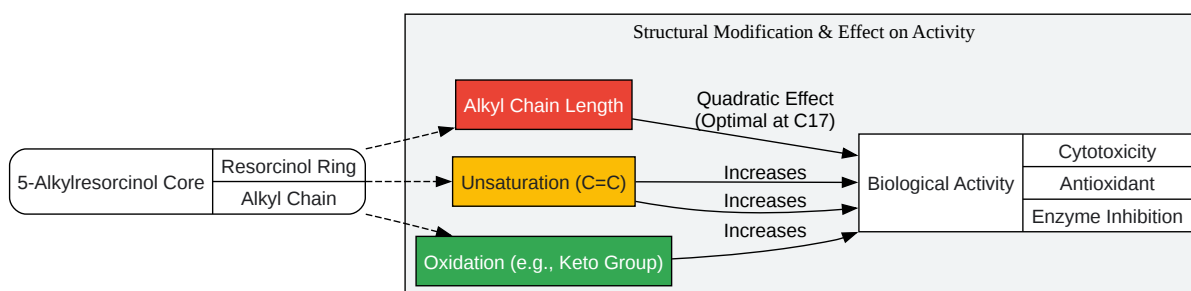 Structural Modification & Effect on Activity
5-Alkylresorcinol Core
Resorcinol Ring
Alkyl Chain
Alkyl Chain Length
Unsaturation (C=C)
Oxidation (e.g., Keto Group)
Quadratic Effect
(Optimal at C17)
Increases
Increases
Increases
Biological Activity
Cytotoxicity
Antioxidant
Enzyme Inhibition